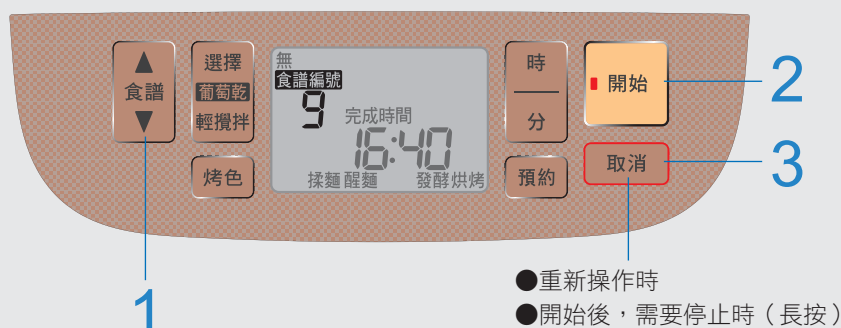 ▲
食譜
▼
選擇
葡萄乾
輕攪拌
烤色
無
食譜編號
9
完成時間
16:40
揉麵 醒麵 發酵 烘烤
時
分
預約
開始
取消
1
2
3
●重新操作時
●開始後，需要停止時（長按）